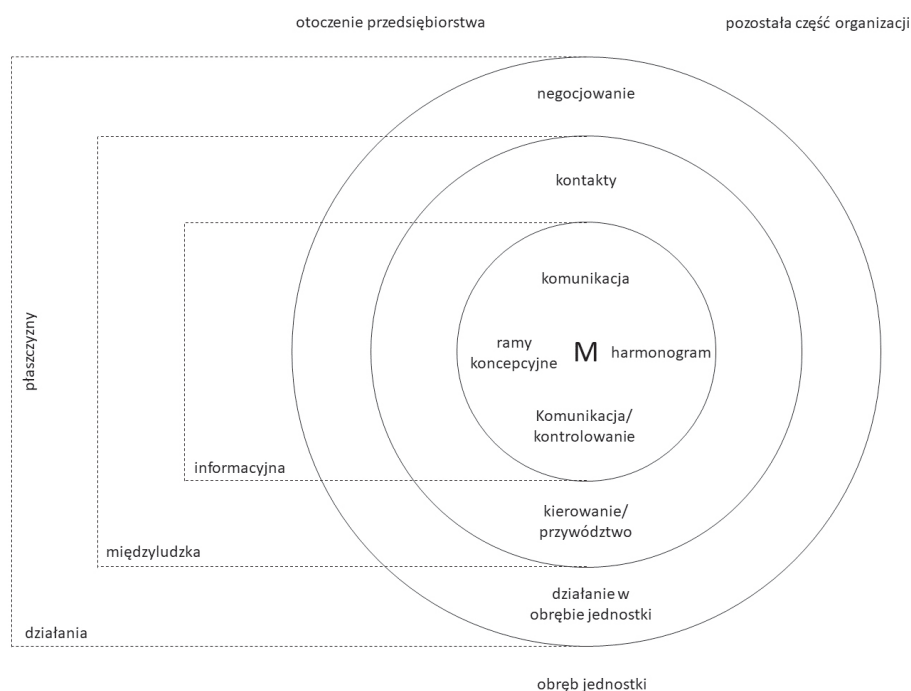 otoczenie przedsiębiorstwa
pozostała część organizacji
negocjowanie
kontakty
komunikacja
ramy
koncepcyjne
M
harmonogram
Komunikacja/
kontrolowanie
płaszczyzny
informacyjna
kierowanie/
przywództwo
międzyludzka
działanie w
obrębie jednostki
działania
obręb jednostki